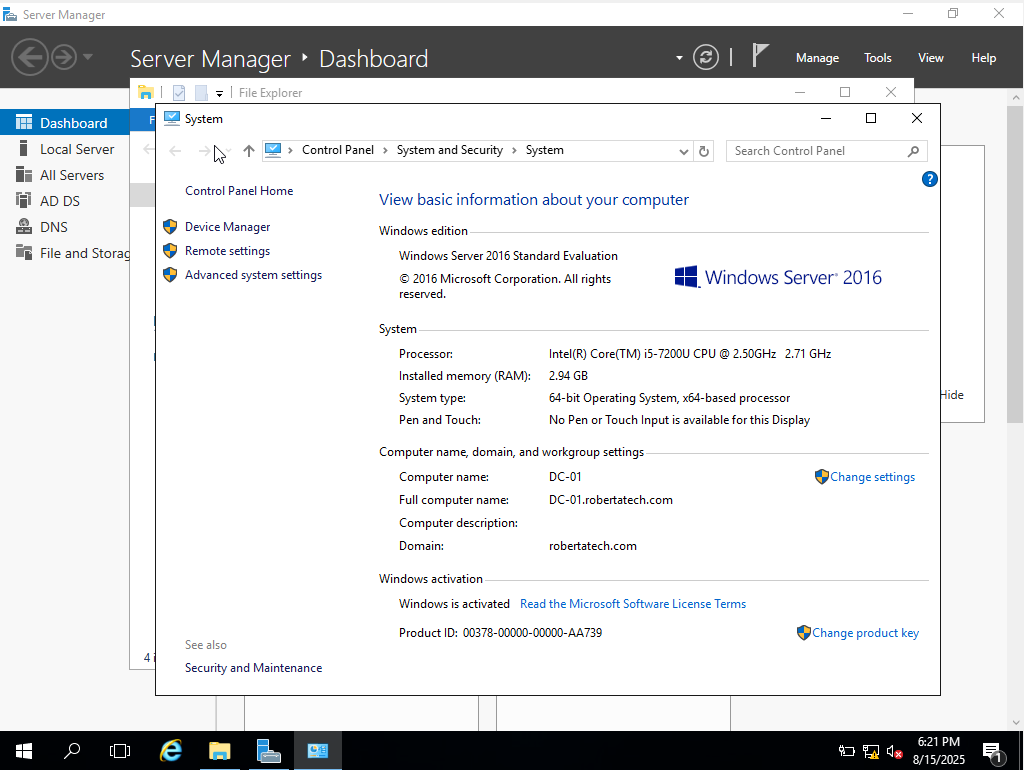 Server Manager
Server Manager Dashboard
Manage Tools View Help
File Explorer
F
System
Control Panel System and Security System
Search Control Panel
Dashboard
Local Server
All Servers
AD DS
DNS
File and Storag
Control Panel Home
Device Manager
Remote settings
Advanced system settings
?
View basic information about your computer
Windows edition
Windows Server 2016 Standard Evaluation
© 2016 Microsoft Corporation. All rights
reserved.
Windows Server® 2016
System
Processor: Intel(R) Core(TM) i5-7200U CPU @ 2.50GHz 2.71 GHz
Installed memory (RAM): 2.94 GB
System type: 64-bit Operating System, x64-based processor
Pen and Touch: No Pen or Touch Input is available for this Display
Hide
Computer name, domain, and workgroup settings
Computer name: DC-01 Change settings
Full computer name: DC-01.robertatech.com
Computer description:
Domain: robertatech.com
Windows activation
Windows is activated Read the Microsoft Software License Terms
Product ID: 00378-00000-00000-AA739 Change product key
See also
Security and Maintenance
4 i
6:21 PM
8/15/2025
1